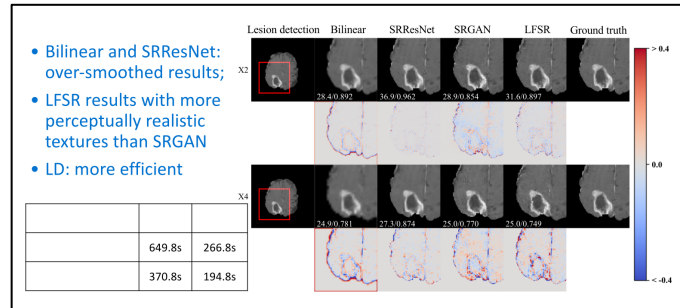 • Bilinear and SRResNet:
over-smoothed results;
• LFSR results with more
perceptually realistic
textures than SRGAN
• LD: more efficient
649.8s 266.8s
370.8s 194.8s
Lesion detection Bilinear SRResNet SRGAN LFSR Ground truth
X2
28.4/0.892 36.9/0.962 28.9/0.854 31.6/0.897
X4
24.9/0.781 27.3/0.874 25.0/0.770 25.0/0.749
> 0.4
0.0
< -0.4